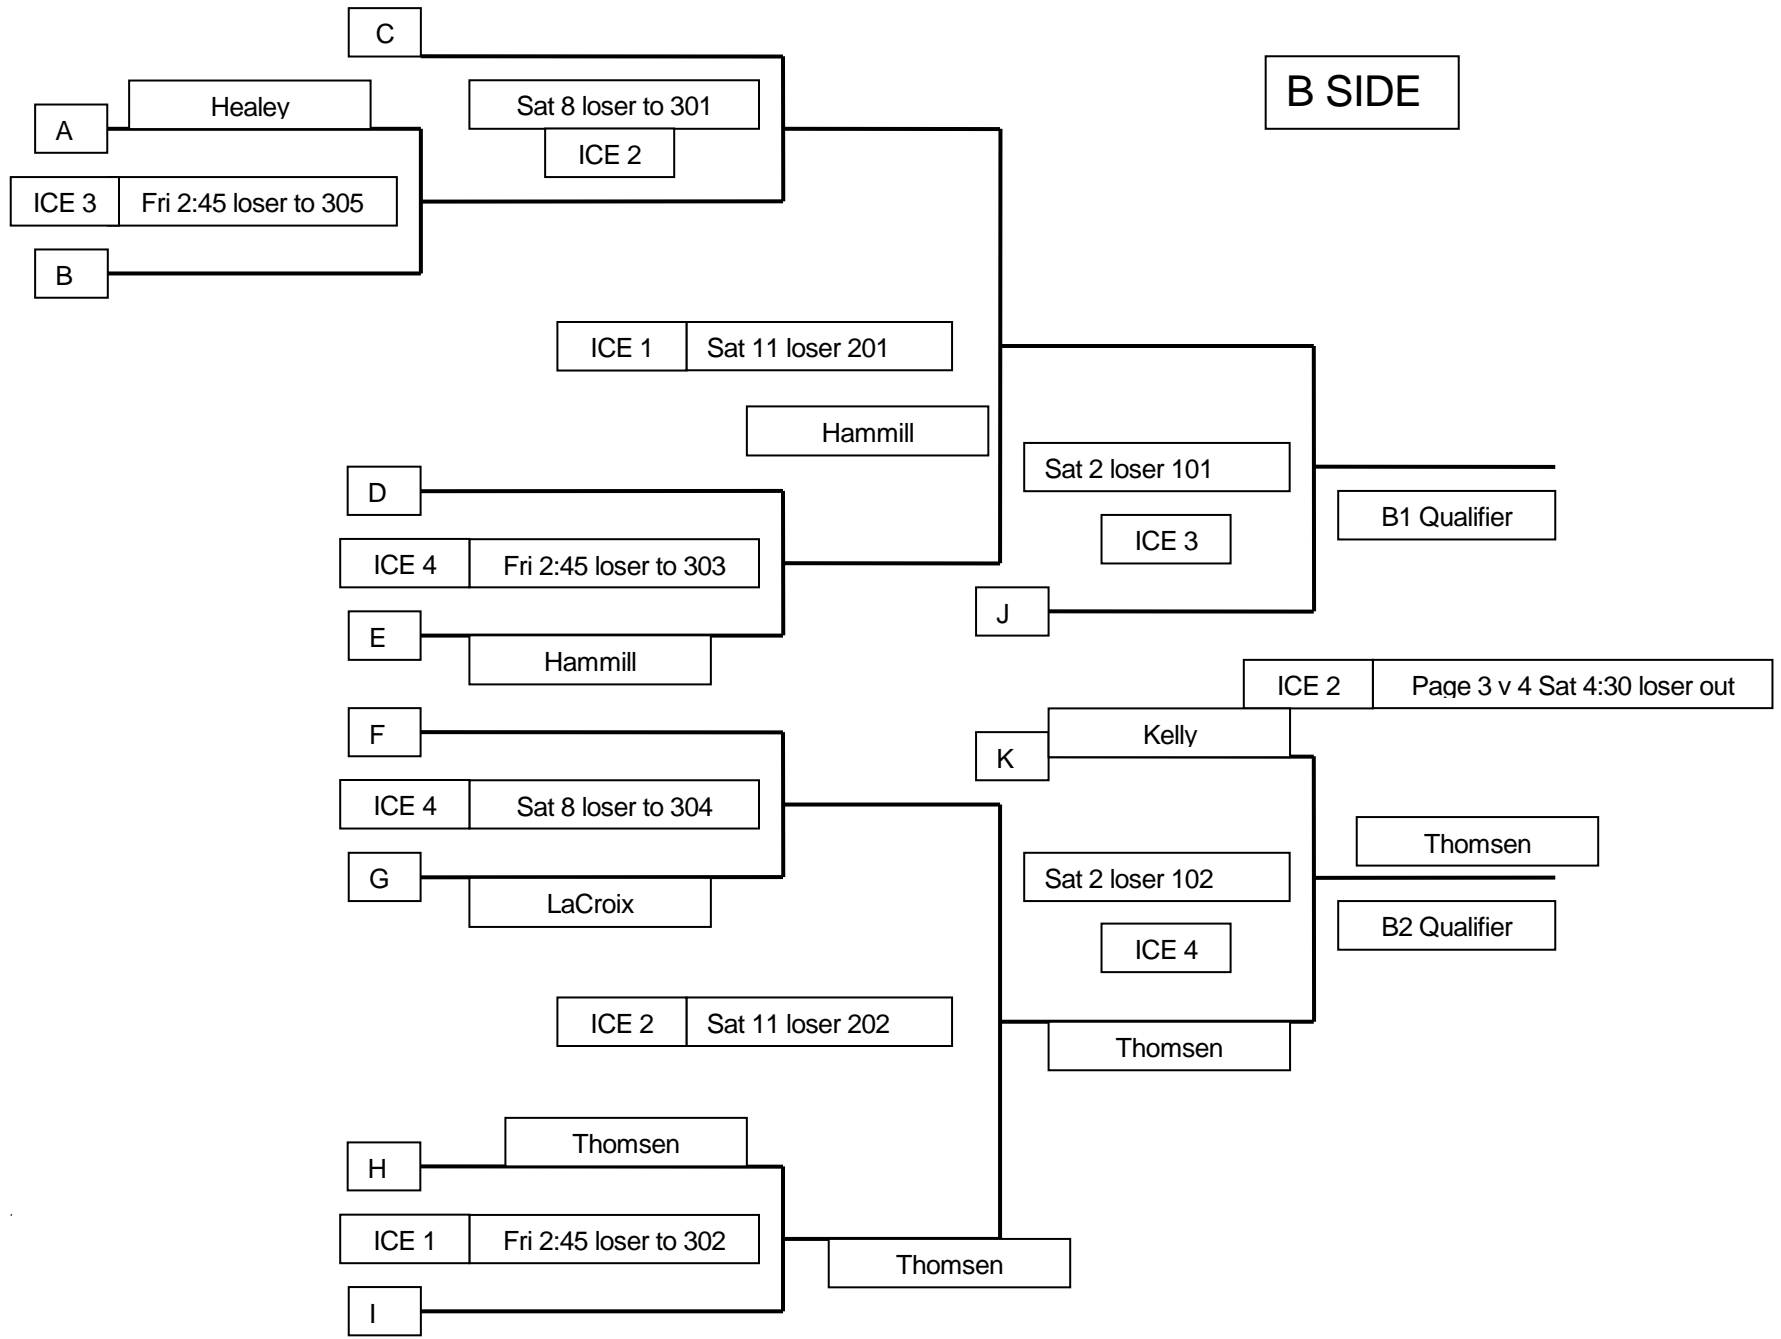 C
B SIDE
Healey
Sat 8 loser to 301
A
ICE 2
ICE 3 Fri 2:45 loser to 305
B
ICE 1 Sat 11 loser 201
Hammill
Sat 2 loser 101
D
B1 Qualifier
ICE 3
ICE 4 Fri 2:45 loser to 303
J
E
Hammill
ICE 2 Page 3 v 4 Sat 4:30 loser out
F
Kelly
K
ICE 4 Sat 8 loser to 304
Thomsen
G
Sat 2 loser 102
LaCroix
B2 Qualifier
ICE 4
ICE 2 Sat 11 loser 202
Thomsen
Thomsen
H
ICE 1 Fri 2:45 loser to 302
Thomsen
I